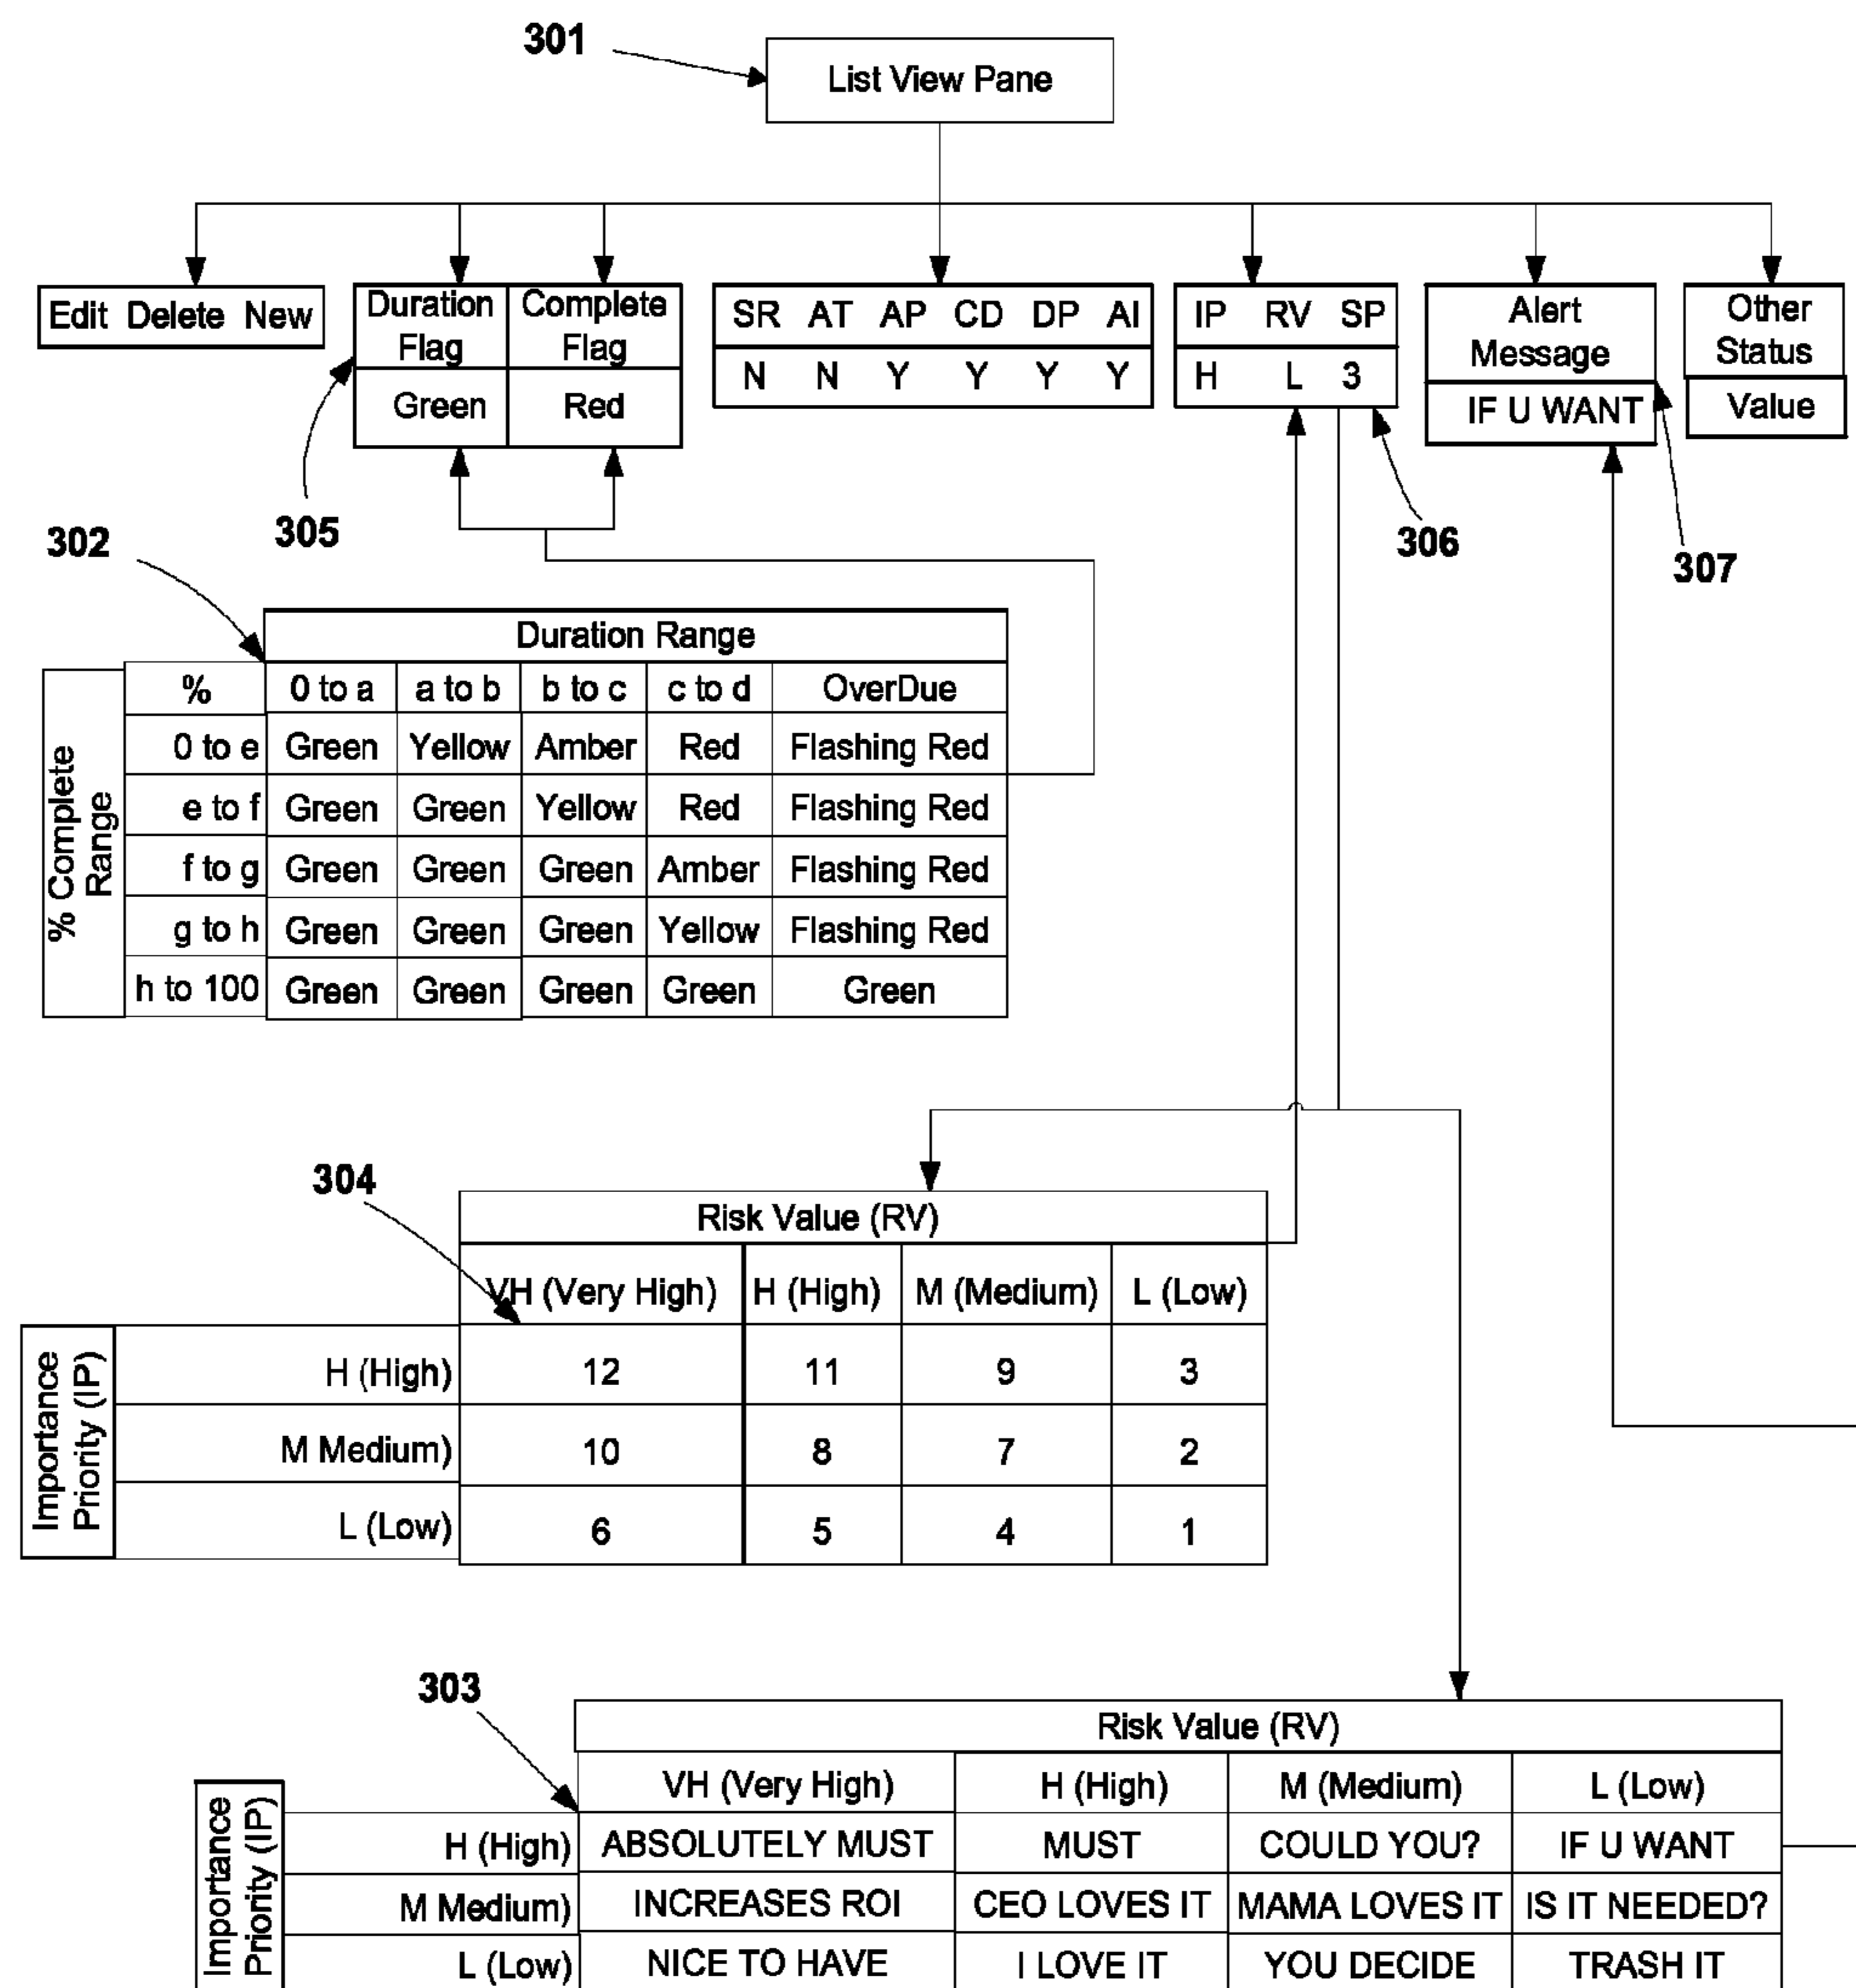 301
List View Pane
Edit Delete New
Duration Flag
Complete Flag
Green
Red
SR AT AP CD DP AI
N N Y Y Y Y
IP RV SP
H L 3
Alert
Message
IF U WANT
Other
Status
Value
305
306
307
302
Duration Range
% Complete
Range
% 0 to a a to b b to c c to d OverDue
0 to e Green Yellow Amber Red Flashing Red
e to f Green Green Yellow Red Flashing Red
f to g Green Green Green Amber Flashing Red
g to h Green Green Green Yellow Flashing Red
h to 100 Green Green Green Green Green
304
Risk Value (RV)
VH (Very High) H (High) M (Medium) L (Low)
Importance
Priority (IP)
H (High) 12 11 9 3
M Medium) 10 8 7 2
L (Low) 6 5 4 1
303
Risk Value (RV)
VH (Very High) H (High) M (Medium) L (Low)
Importance
Priority (IP)
H (High) ABSOLUTELY MUST MUST COULD YOU? IF U WANT
M Medium) INCREASES ROI CEO LOVES IT MAMA LOVES IT IS IT NEEDED?
L (Low) NICE TO HAVE I LOVE IT YOU DECIDE TRASH IT